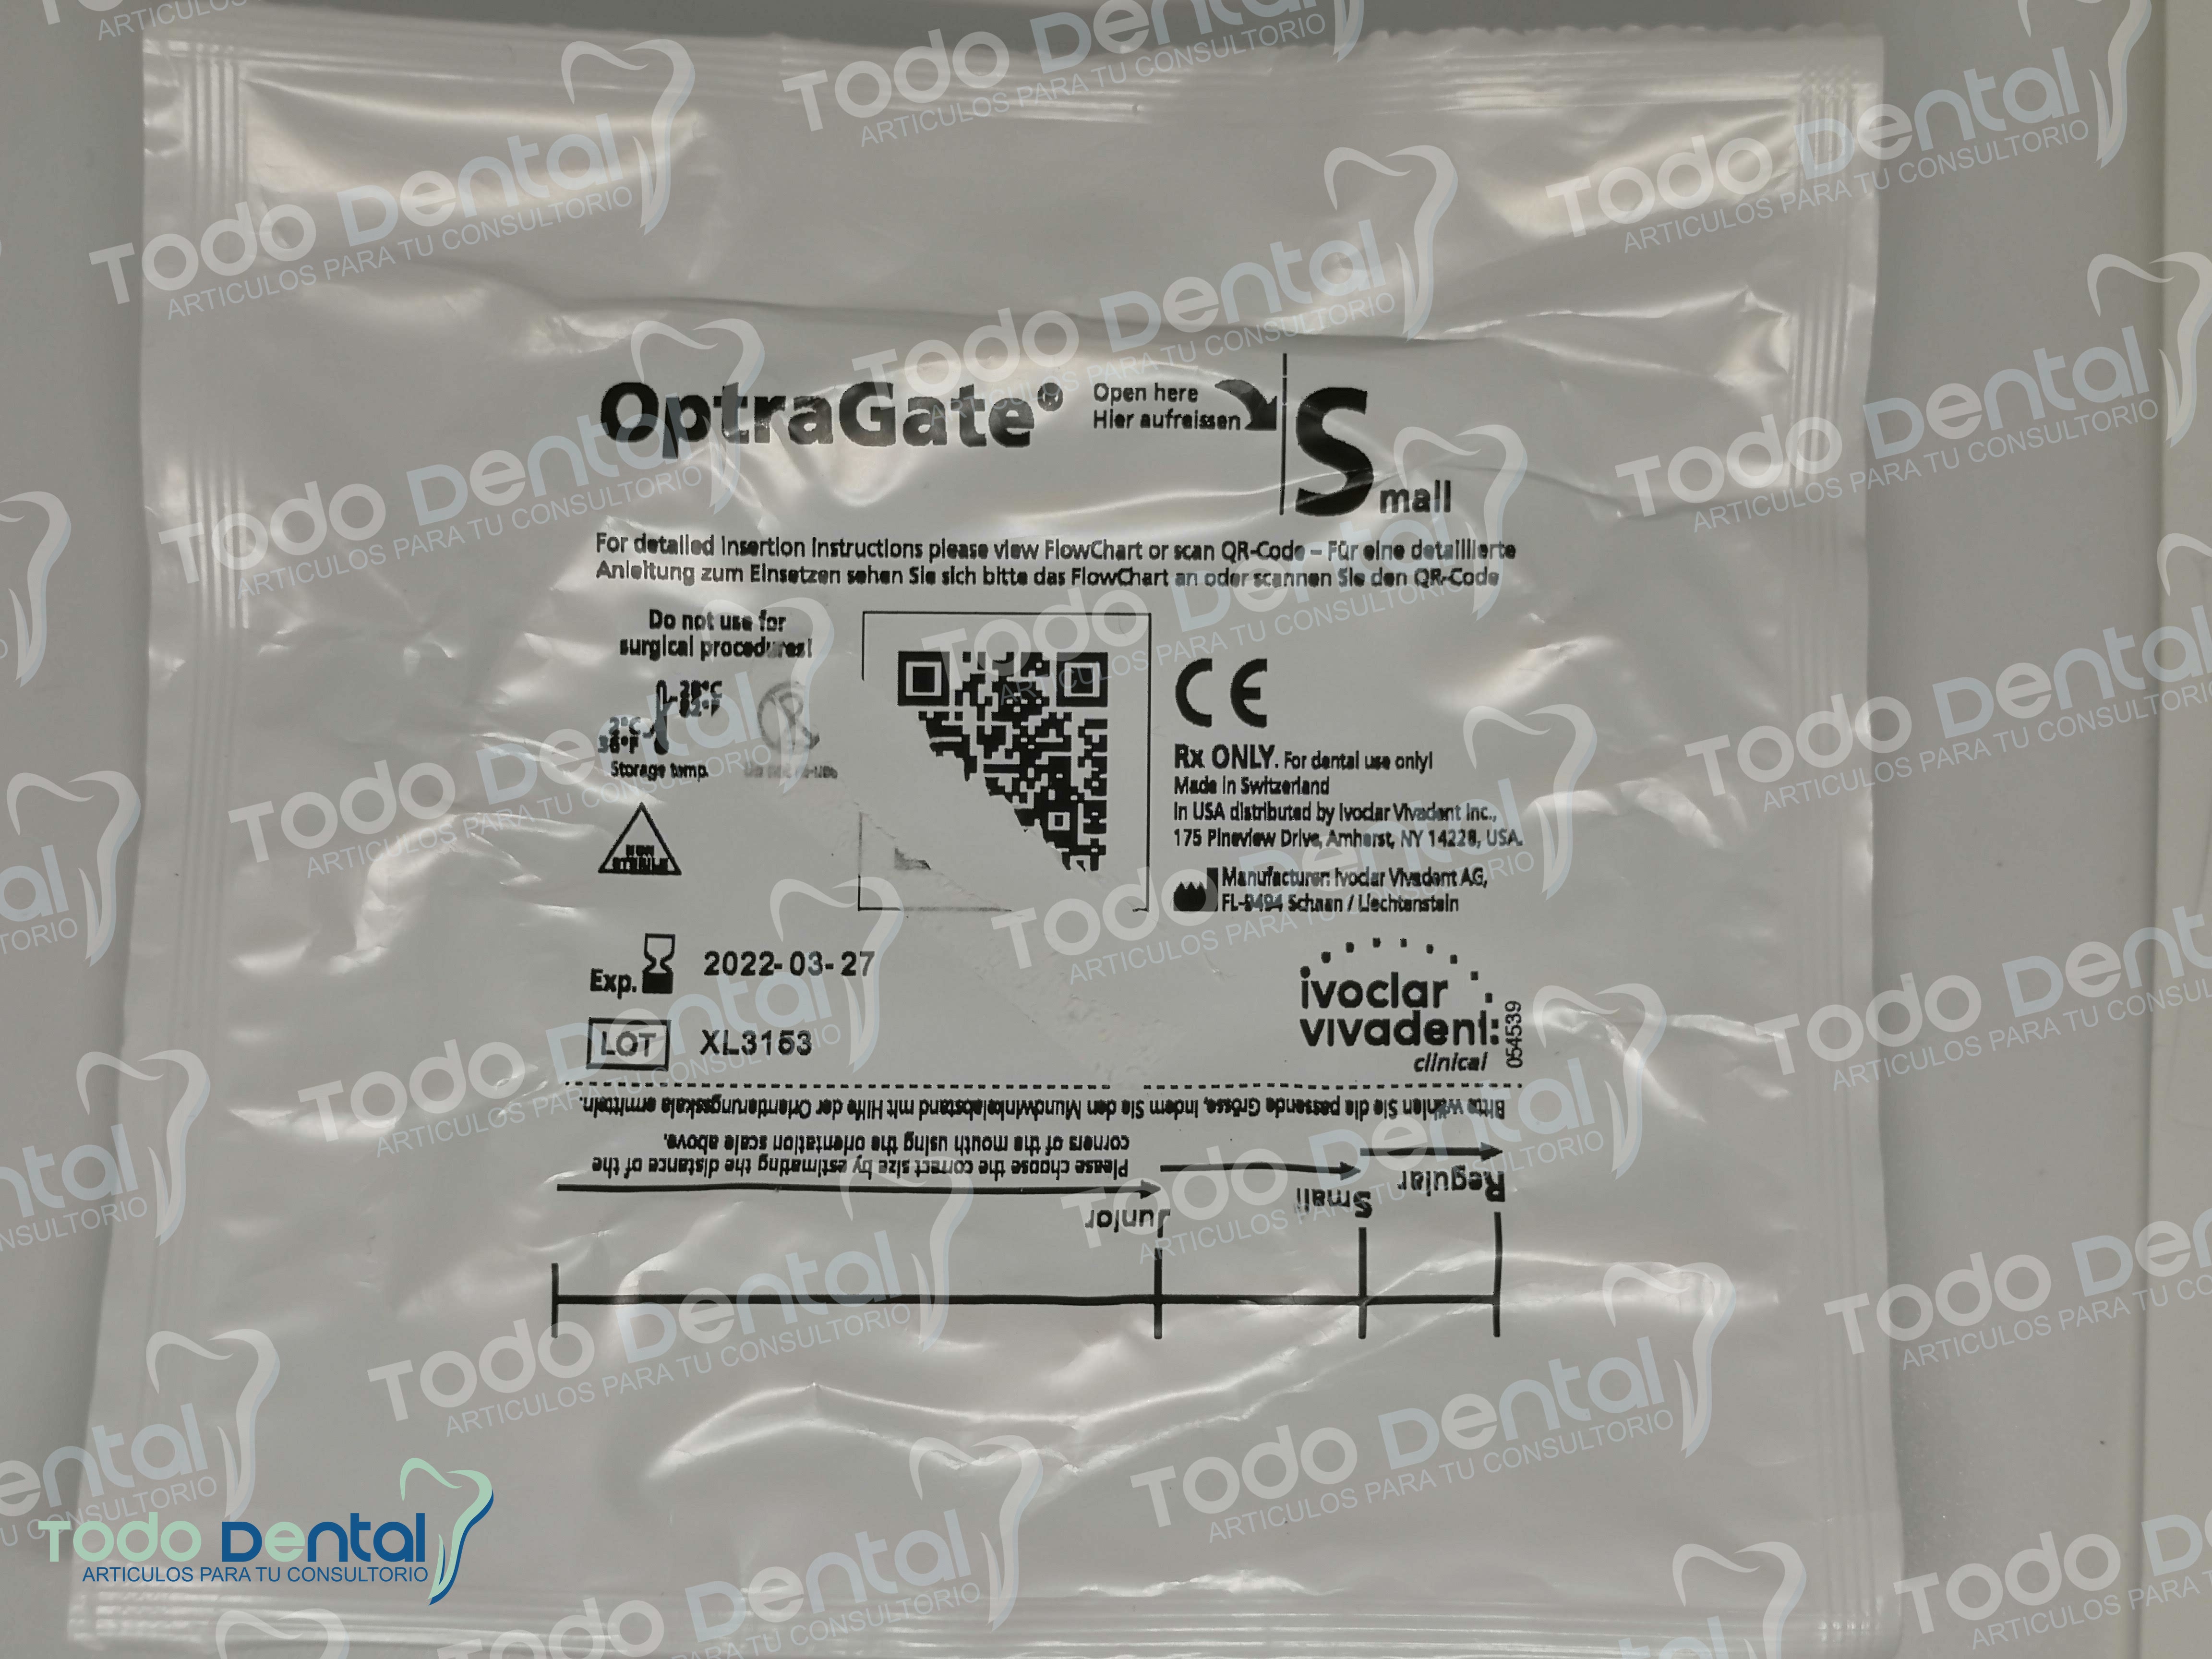 OptraGate®
Open here
Hier aufreissen
Small
For detailed insertion instructions please view FlowChart or scan QR-Code – Für eine detaillierte
Anleitung zum Einsetzen sehen Sie sich bitte das FlowChart an oder scannen Sie den QR-Code
Do not use for
surgical procedures!
28°C
82°F
2°C
36°F
Storage temp.
NON
STERILE
CE
Rx ONLY. For dental use only!
Made in Switzerland
In USA distributed by Ivoclar Vivadent Inc.,
175 Pineview Drive, Amherst, NY 14228, USA.
Manufacturer: Ivoclar Vivadent AG,
FL-9494 Schaan / Liechtenstein
Exp. 2022-03-27
LOT XL3153
ivoclar
vivadent:
clinical
054539
Bitte wählen Sie die passende Grösse, indem Sie den Mundwinkelabstand mit Hilfe der Orientierungsskala ermitteln.
Please choose the correct size by estimating the distance of the
corners of the mouth using the orientation scale above.
Regular
Small
Junior
Todo Dental
ARTICULOS PARA TU CONSULTORIO